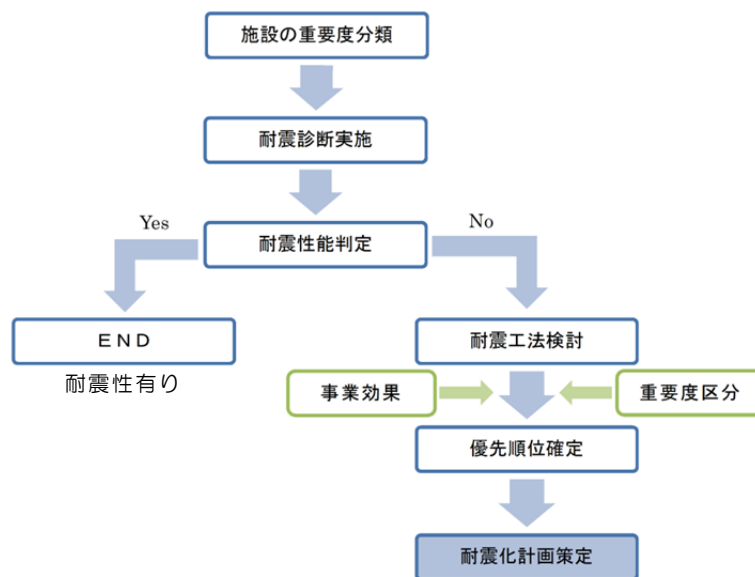 施設の重要度分類
耐震診断実施
Yes
No
耐震性能判定
END
耐震工法検討
耐震性有り
事業効果
重要度区分
優先順位確定
耐震化計画策定